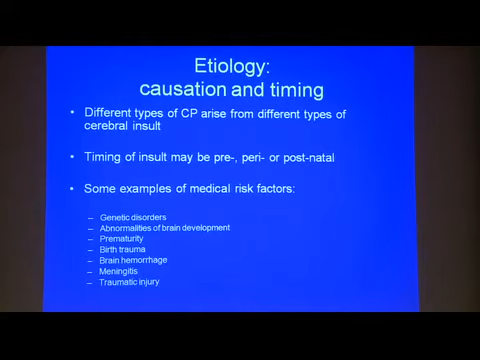 Etiology:
causation and timing
• Different types of CP arise from different types of
cerebral insult
• Timing of insult may be pre-, peri- or post-natal
• Some examples of medical risk factors:
– Genetic disorders
– Abnormalities of brain development
– Prematurity
– Birth trauma
– Brain hemorrhage
– Meningitis
– Traumatic injury